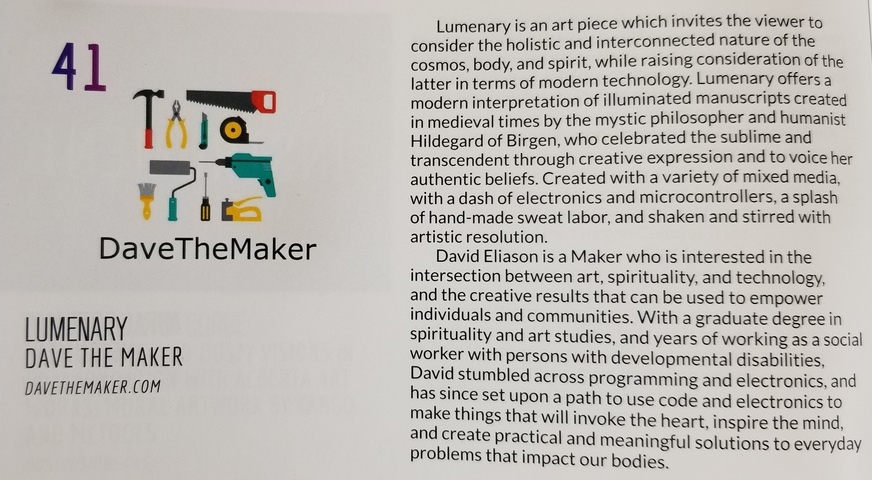 41
DaveTheMaker
LUMENARY
DAVE THE MAKER
DAVETHEMAKER.COM
Lumenary is an art piece which invites the viewer to
consider the holistic and interconnected nature of the
cosmos, body, and spirit, while raising consideration of the
latter in terms of modern technology. Lumenary offers a
modern interpretation of illuminated manuscripts created
in medieval times by the mystic philosopher and humanist
Hildegard of Birgen, who celebrated the sublime and
transcendent through creative expression and to voice her
authentic beliefs. Created with a variety of mixed media,
with a dash of electronics and microcontrollers, a splash
of hand-made sweat labor, and shaken and stirred with
artistic resolution.
David Eliason is a Maker who is interested in the
intersection between art, spirituality, and technology,
and the creative results that can be used to empower
individuals and communities. With a graduate degree in
spirituality and art studies, and years of working as a social
worker with persons with developmental disabilities,
David stumbled across programming and electronics, and
has since set upon a path to use code and electronics to
make things that will invoke the heart, inspire the mind,
and create practical and meaningful solutions to everyday
problems that impact our bodies.